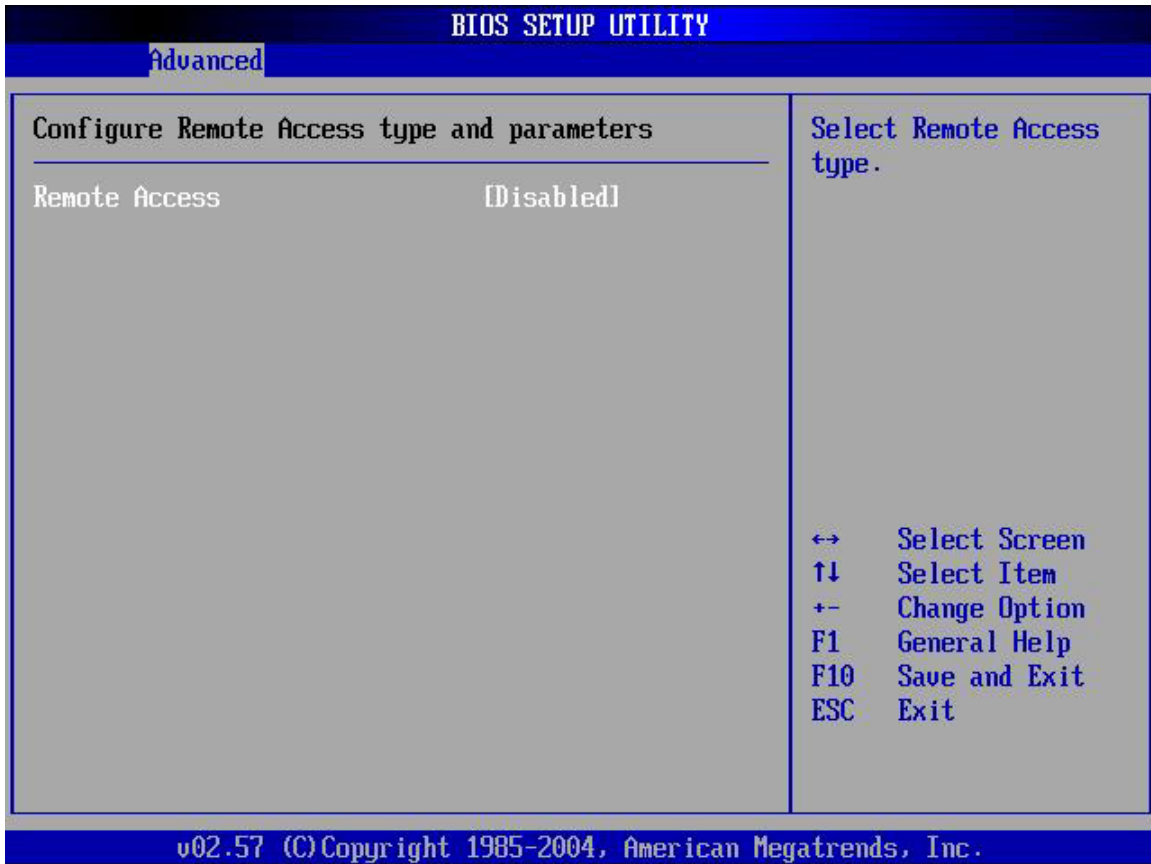 BIOS SETUP UTILITY
Advanced
Configure Remote Access type and parameters
Remote Access [Disabled]
Select Remote Access
type.
←→ Select Screen
↑↓ Select Item
+- Change Option
F1 General Help
F10 Save and Exit
ESC Exit
v02.57 (C)Copyright 1985-2004, American Megatrends, Inc.